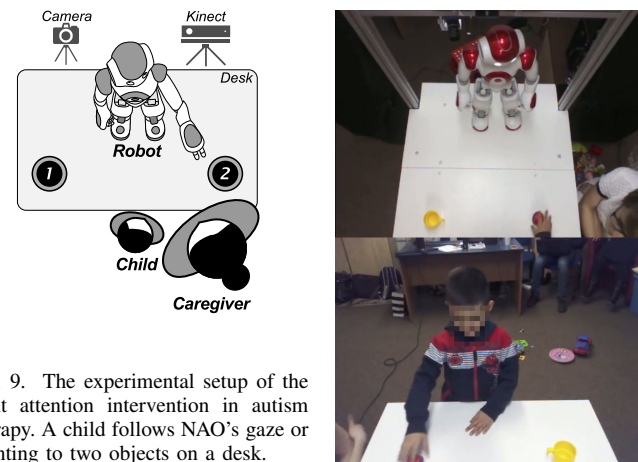 Camera
Kinect
Desk
Robot
1
2
Child
Caregiver
9. The experimental setup of the
t attention intervention in autism
rapy. A child follows NAO's gaze or
nting to two objects on a desk.